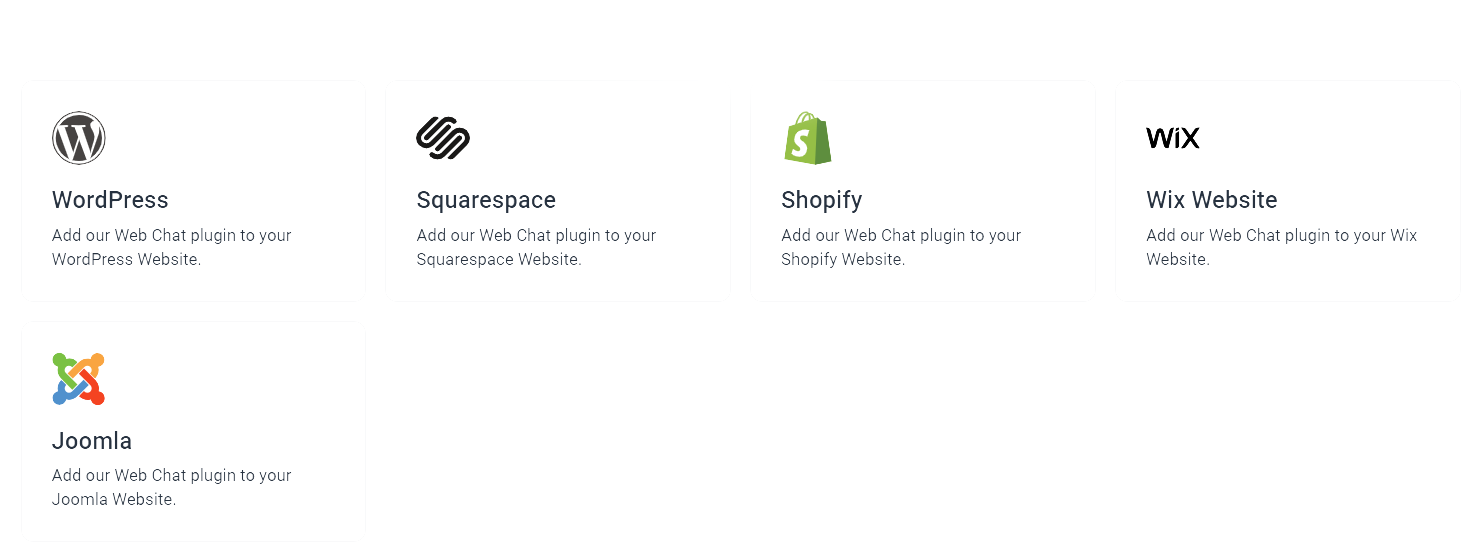 WordPress
Add our Web Chat plugin to your
WordPress Website.
Squarespace
Add our Web Chat plugin to your
Squarespace Website.
Shopify
Add our Web Chat plugin to your
Shopify Website.
WiX
Wix Website
Add our Web Chat plugin to your Wix
Website.
Joomla
Add our Web Chat plugin to your
Joomla Website.